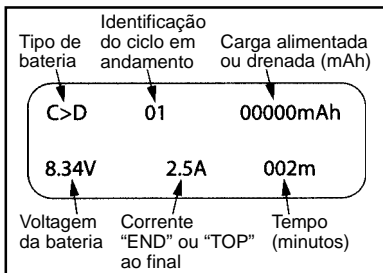 Tipo de bateria
Identificação do ciclo em andamento
Carga alimentada ou drenada (mAh)
C>D 01 00000mAh
8.34V 2.5A 002m
Voltagem da bateria
Corrente “END” ou “TOP” ao final
Tempo (minutos)